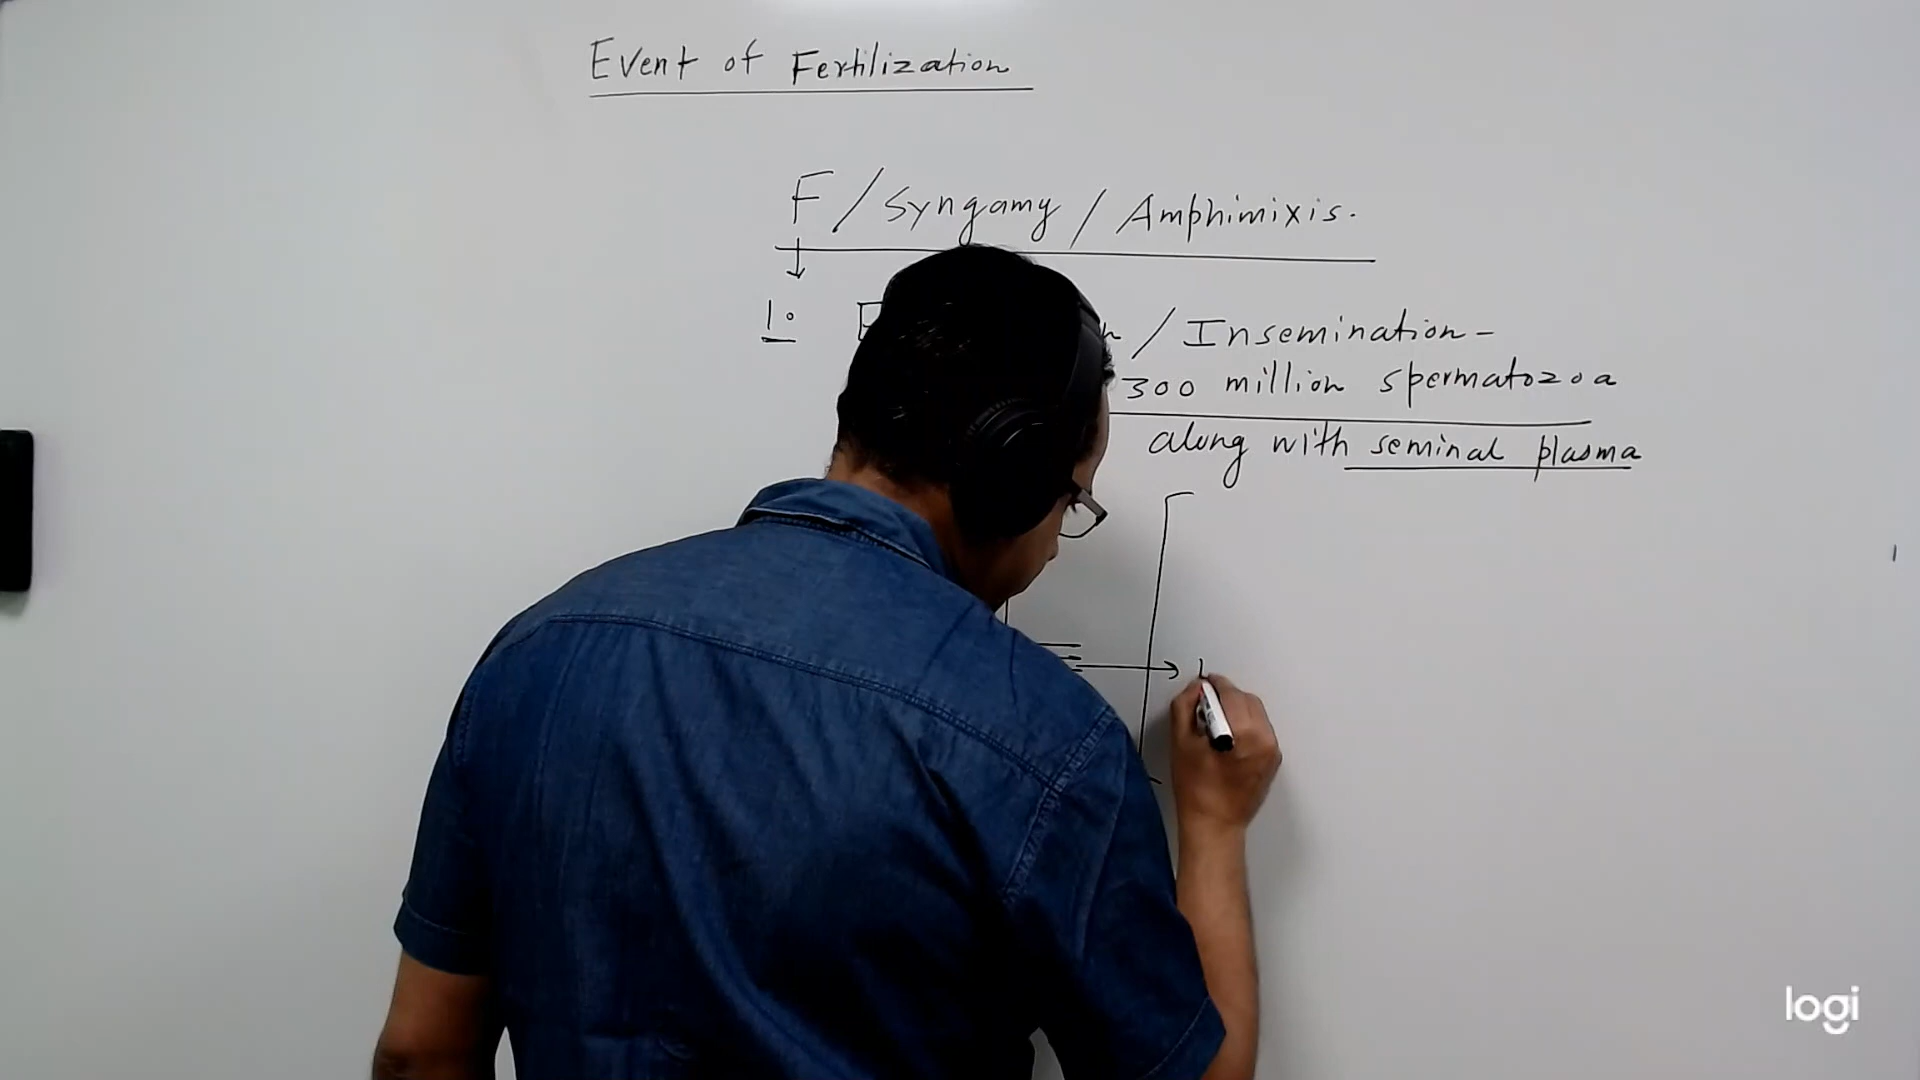 Event of Fertilization
F / Syngamy / Amphimixis.
1. / Insemination -
300 million spermatozoa
along with seminal plasma
logi